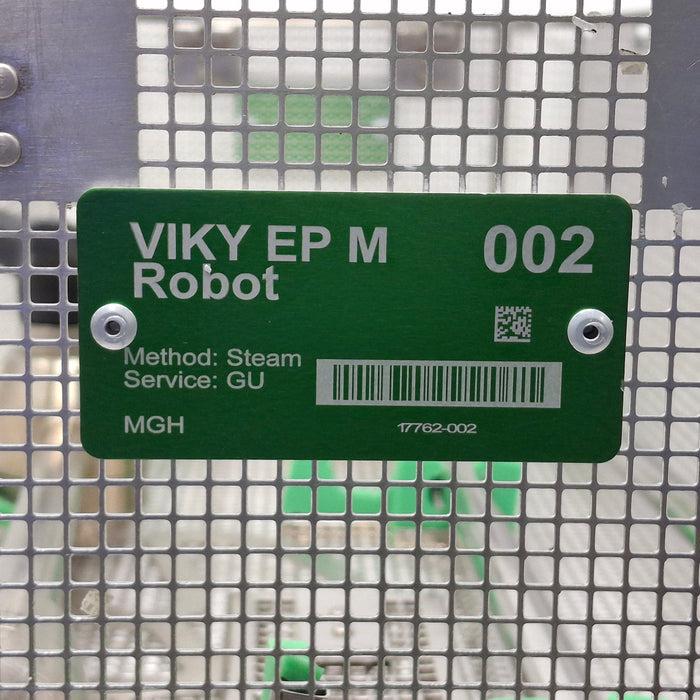 VIKY EP M 002
Robot
Method: Steam
Service: GU
MGH
17762-002